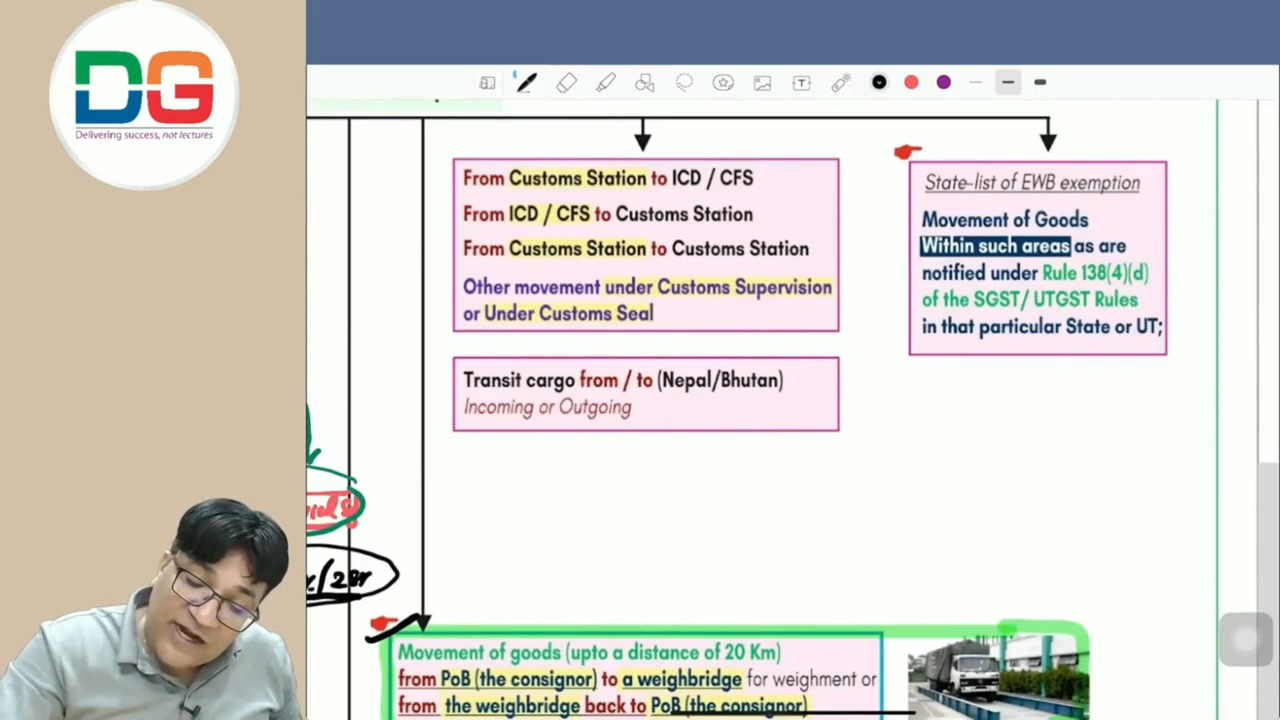 DG
Delivering success, not lectures
From Customs Station to ICD / CFS
From ICD / CFS to Customs Station
From Customs Station to Customs Station
Other movement under Customs Supervision
or Under Customs Seal
Transit cargo from / to (Nepal/Bhutan)
Incoming or Outgoing
State-list of EWB exemption
Movement of Goods
Within such areas as are
notified under Rule 138(4)(d)
of the SGST/ UTGST Rules
in that particular State or UT;
Movement of goods (upto a distance of 20 Km)
from PoB (the consignor) to a weighbridge for weighment or
from the weighbridge back to PoB (the consignor)